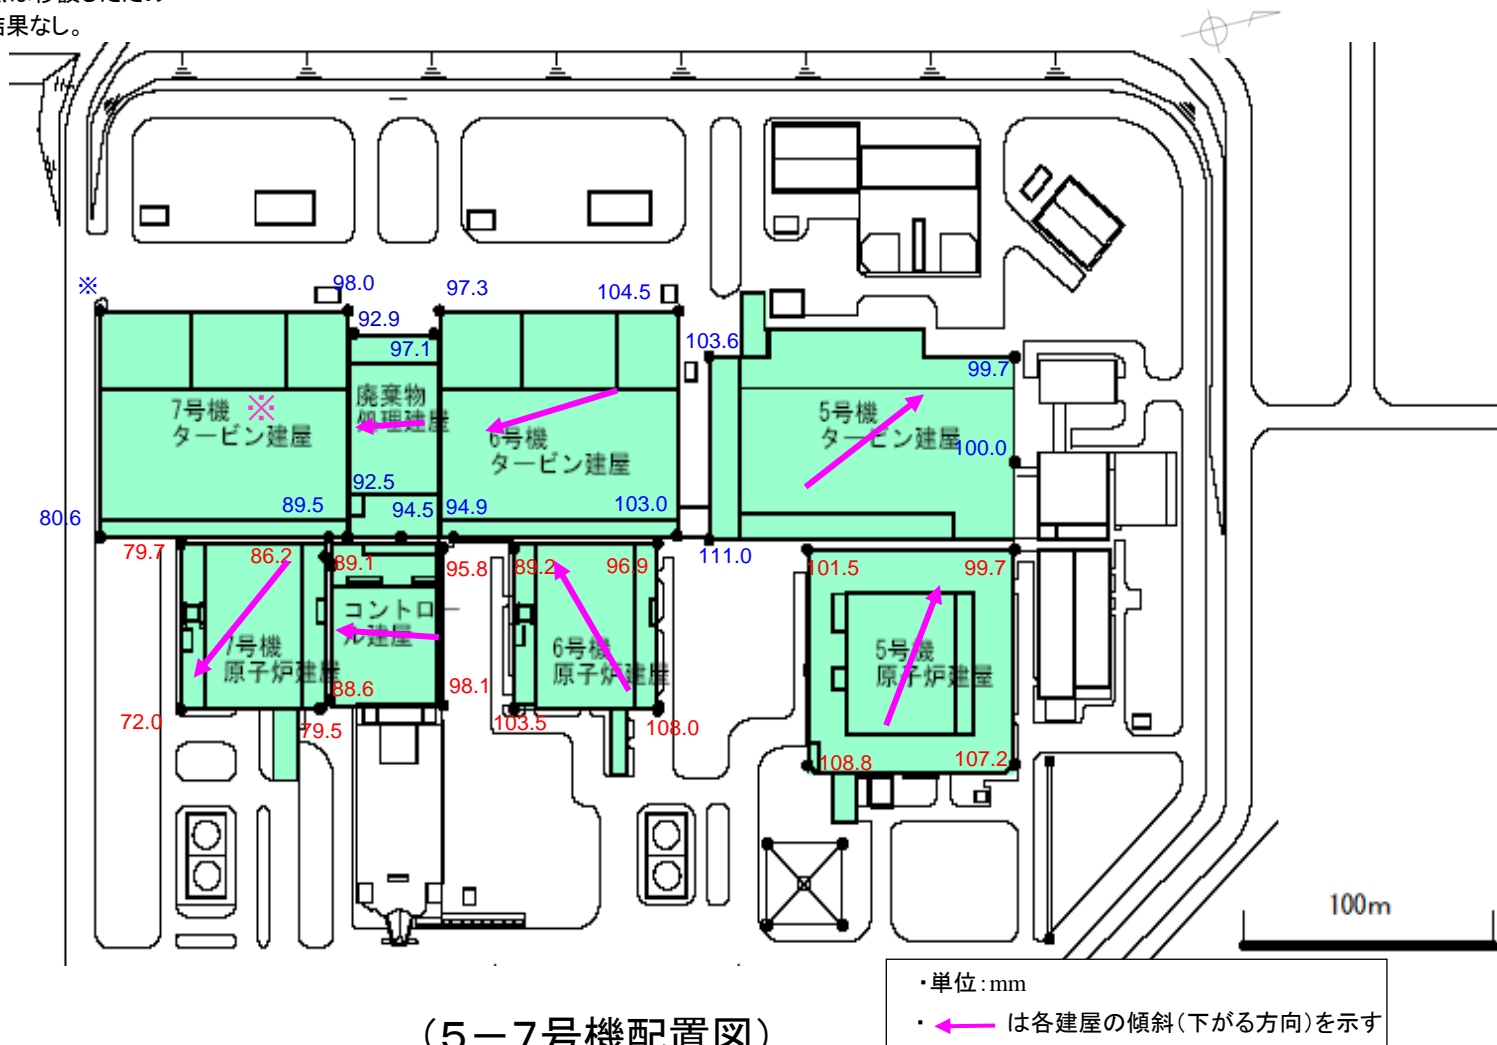 結果なし。
※
98.0
97.3
104.5
92.9
97.1
103.6
99.7
7号機 ※
タービン建屋
廃棄物
処理建屋
6号機
タービン建屋
5号機
タービン建屋
100.0
92.5
80.6
89.5
94.5
94.9
103.0
111.0
79.7
86.2
89.1
95.8
89.2
96.9
101.5
99.7
コントロ
ル建屋
7号機
原子炉建屋
6号機
原子炉建屋
5号機
原子炉建屋
88.6
98.1
72.0
79.5
103.5
108.0
108.8
107.2
100m
・単位:mm
・ は各建屋の傾斜(下がる方向)を示す
(5-7号機配置図)